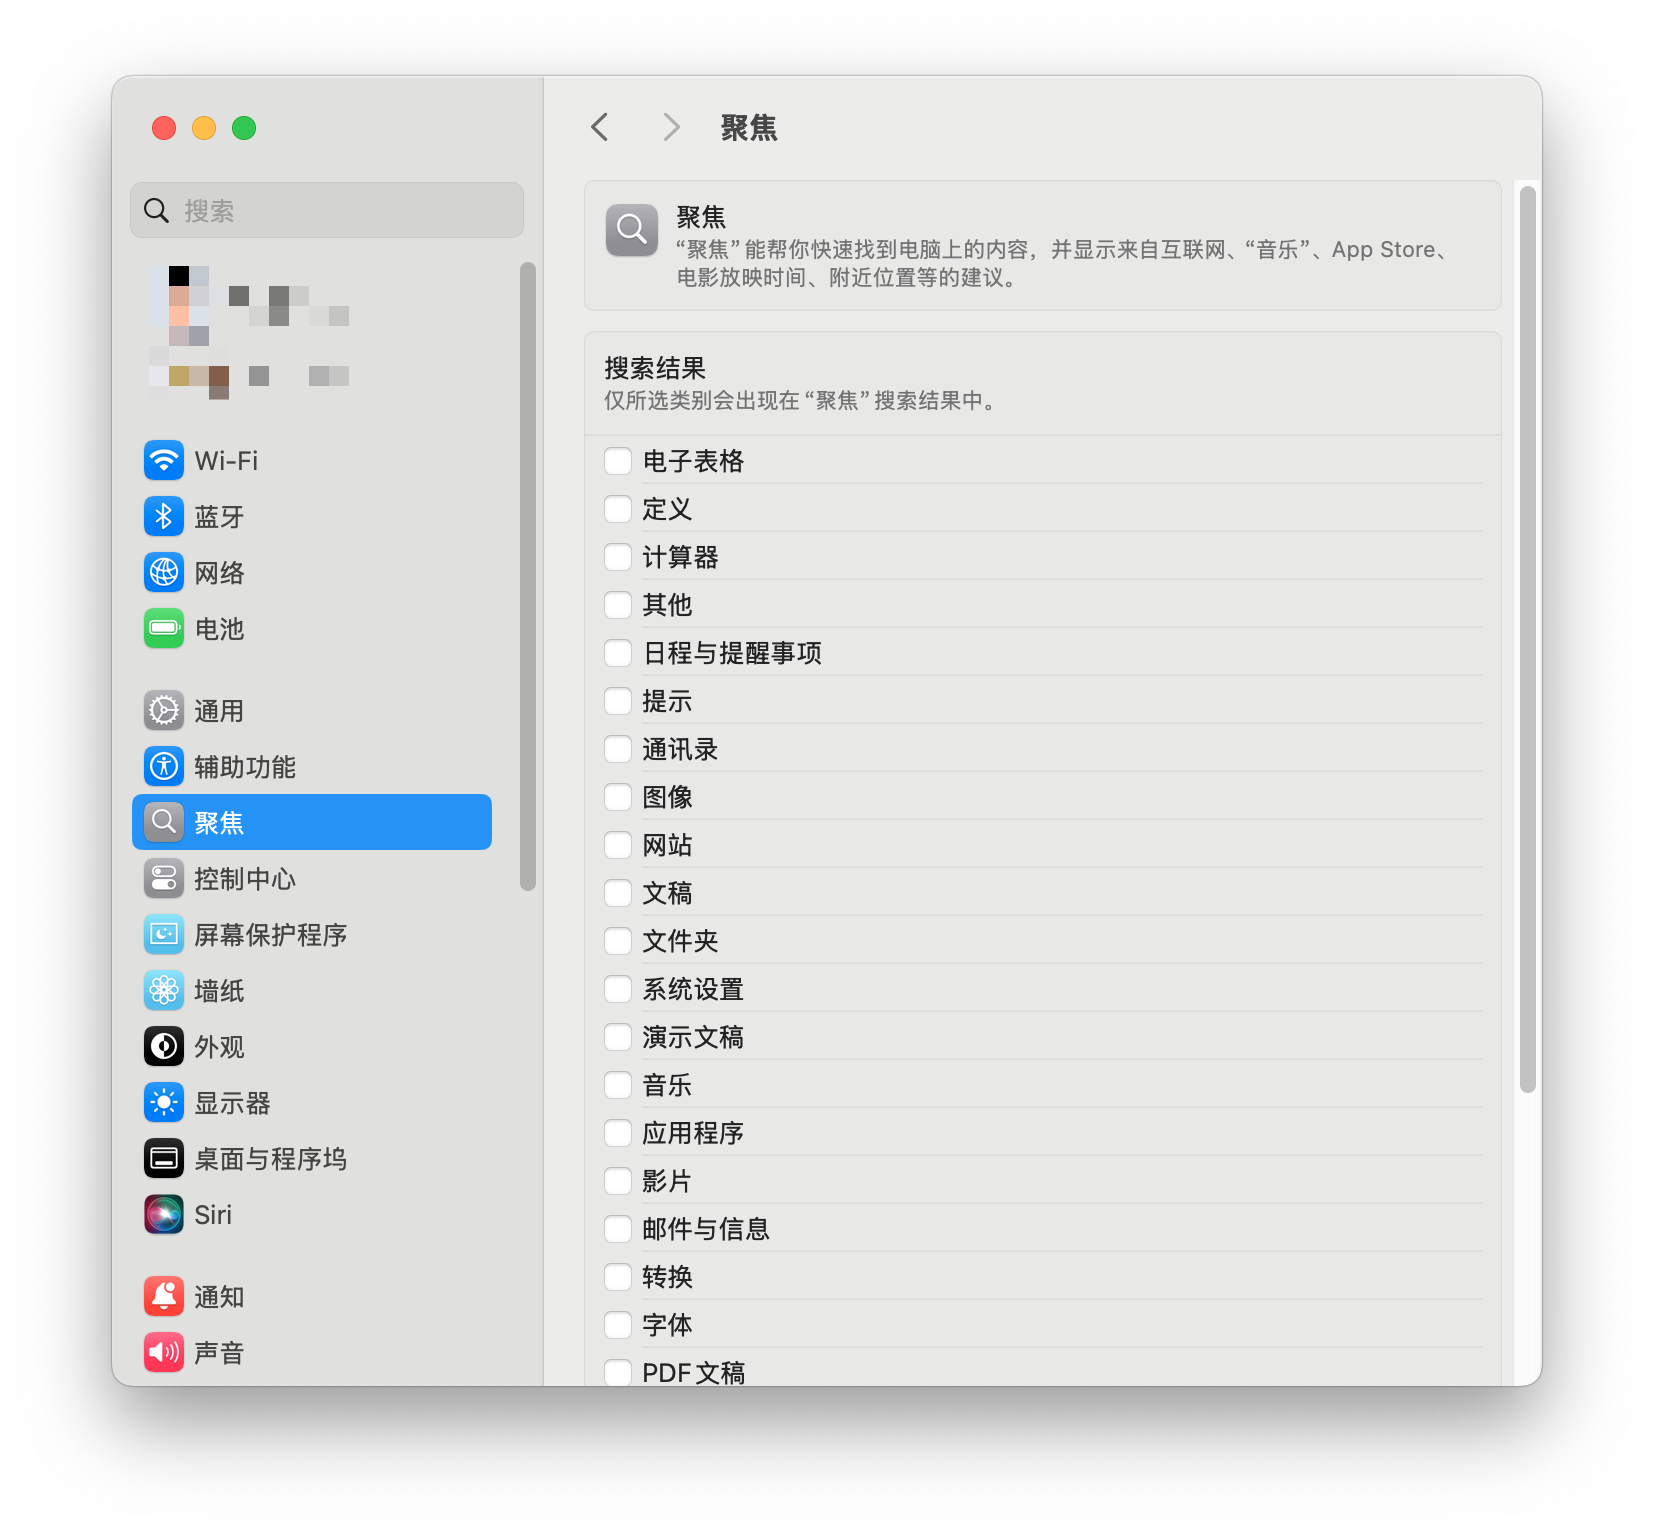 搜索
Wi-Fi
蓝牙
网络
电池
通用
辅助功能
聚焦
控制中心
屏幕保护程序
墙纸
外观
显示器
桌面与程序坞
Siri
通知
声音
聚焦
聚焦
“聚焦”能帮你快速找到电脑上的内容，并显示来自互联网、“音乐”、App Store、
电影放映时间、附近位置等的建议。
搜索结果
仅所选类别会出现在“聚焦”搜索结果中。
电子表格
定义
计算器
其他
日程与提醒事项
提示
通讯录
图像
网站
文稿
文件夹
系统设置
演示文稿
音乐
应用程序
影片
邮件与信息
转换
字体
PDF文稿